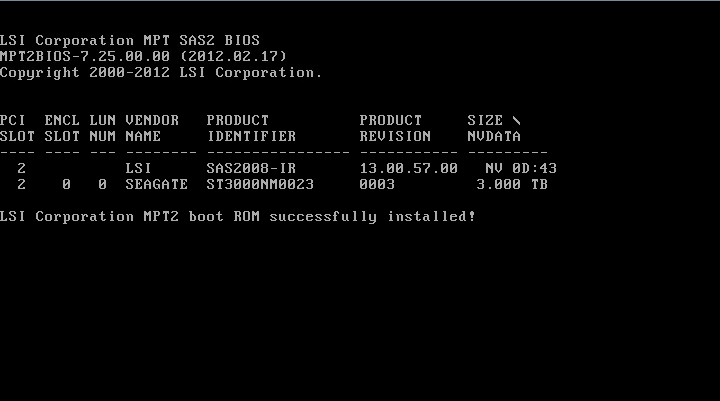 LSI Corporation MPT SAS2 BIOS
MPT2BIOS-7.25.00.00 (2012.02.17)
Copyright 2000-2012 LSI Corporation.
PCI ENCL LUN VENDOR PRODUCT PRODUCT SIZE \
SLOT SLOT NUM NAME IDENTIFIER REVISION NVDATA
---- ---- --- -------- ---------------- ----------- ---------
2 LSI SAS2008-IR 13.00.57.00 NV 0D:43
2 0 0 SEAGATE ST3000NM0023 0003 3.000 TB
LSI Corporation MPT2 boot ROM successfully installed!